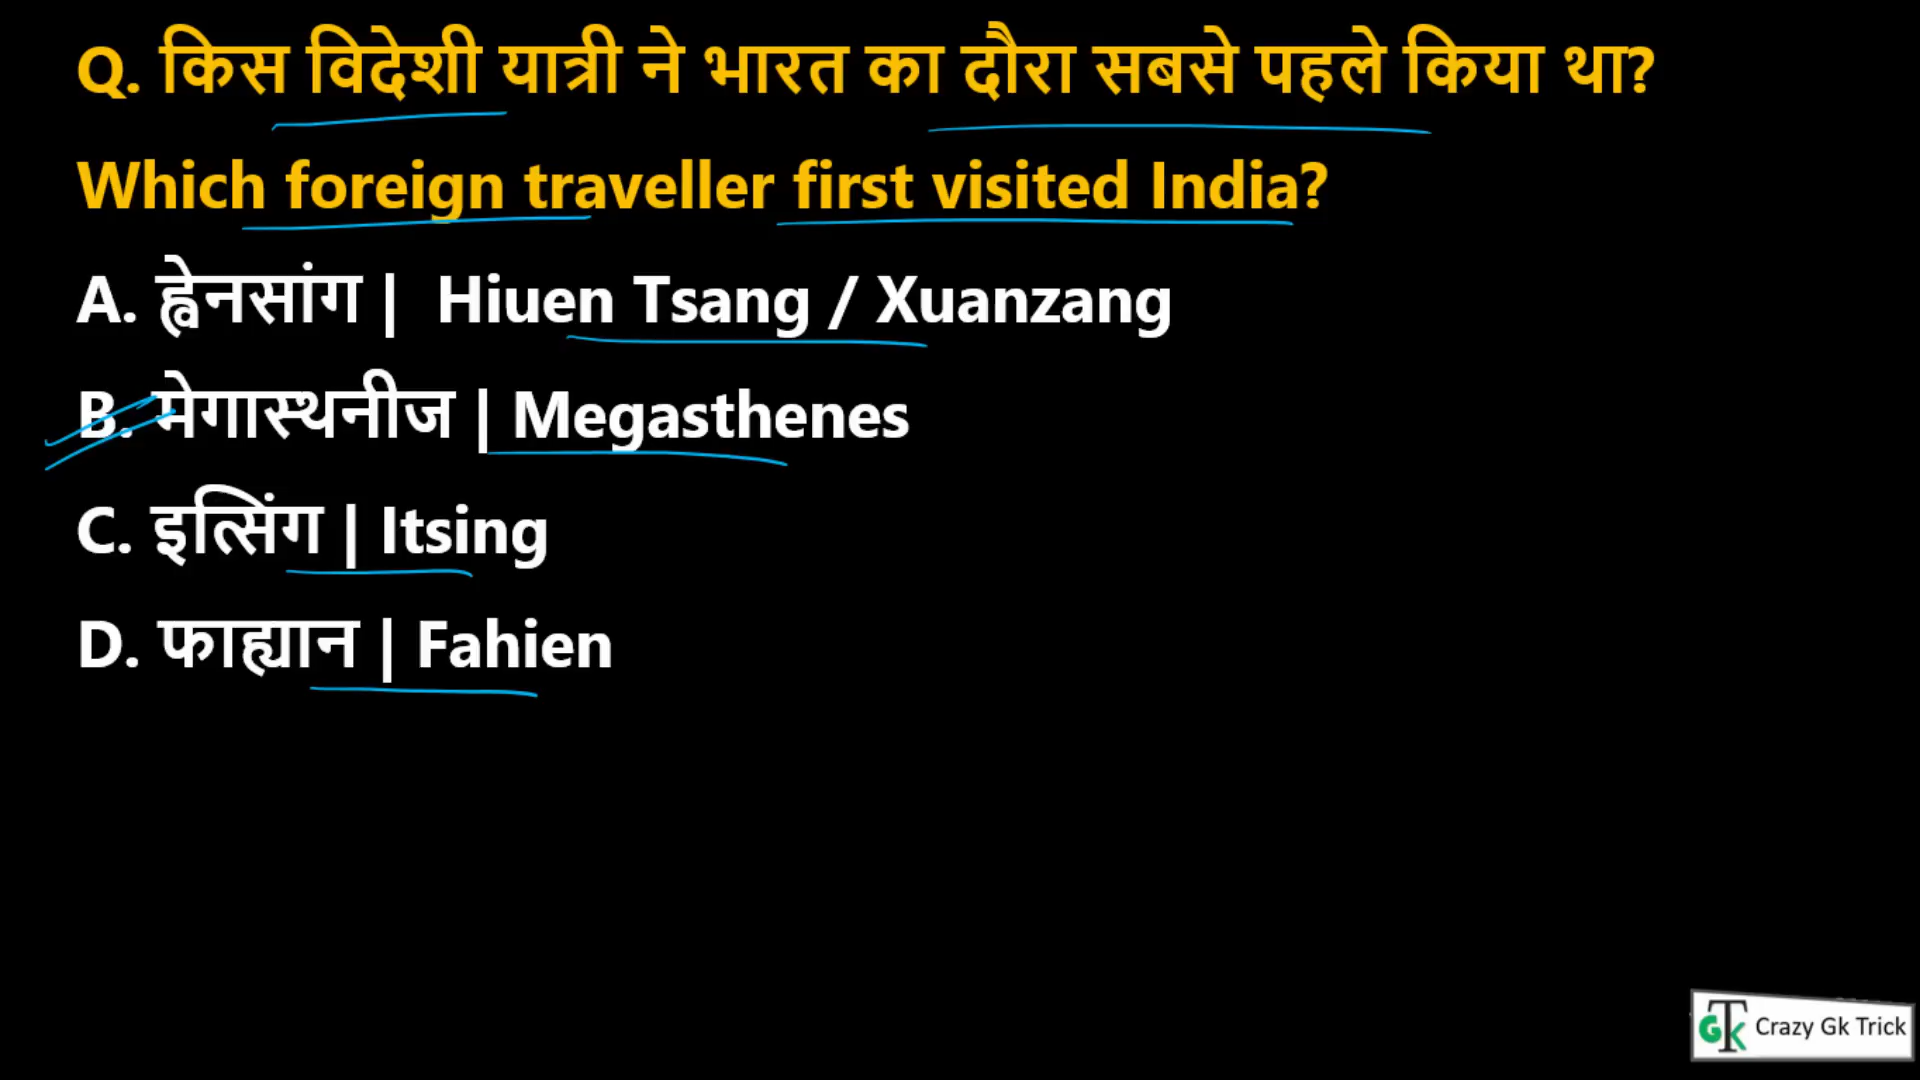 Q. किस विदेशी यात्री ने भारत का दौरा सबसे पहले किया था?
Which foreign traveller first visited India?
A. ह्वेनसांग | Hiuen Tsang / Xuanzang
B. मेगास्थनीज | Megasthenes
C. इत्सिंग | Itsing
D. फाह्यान | Fahien
GTK Crazy Gk Trick